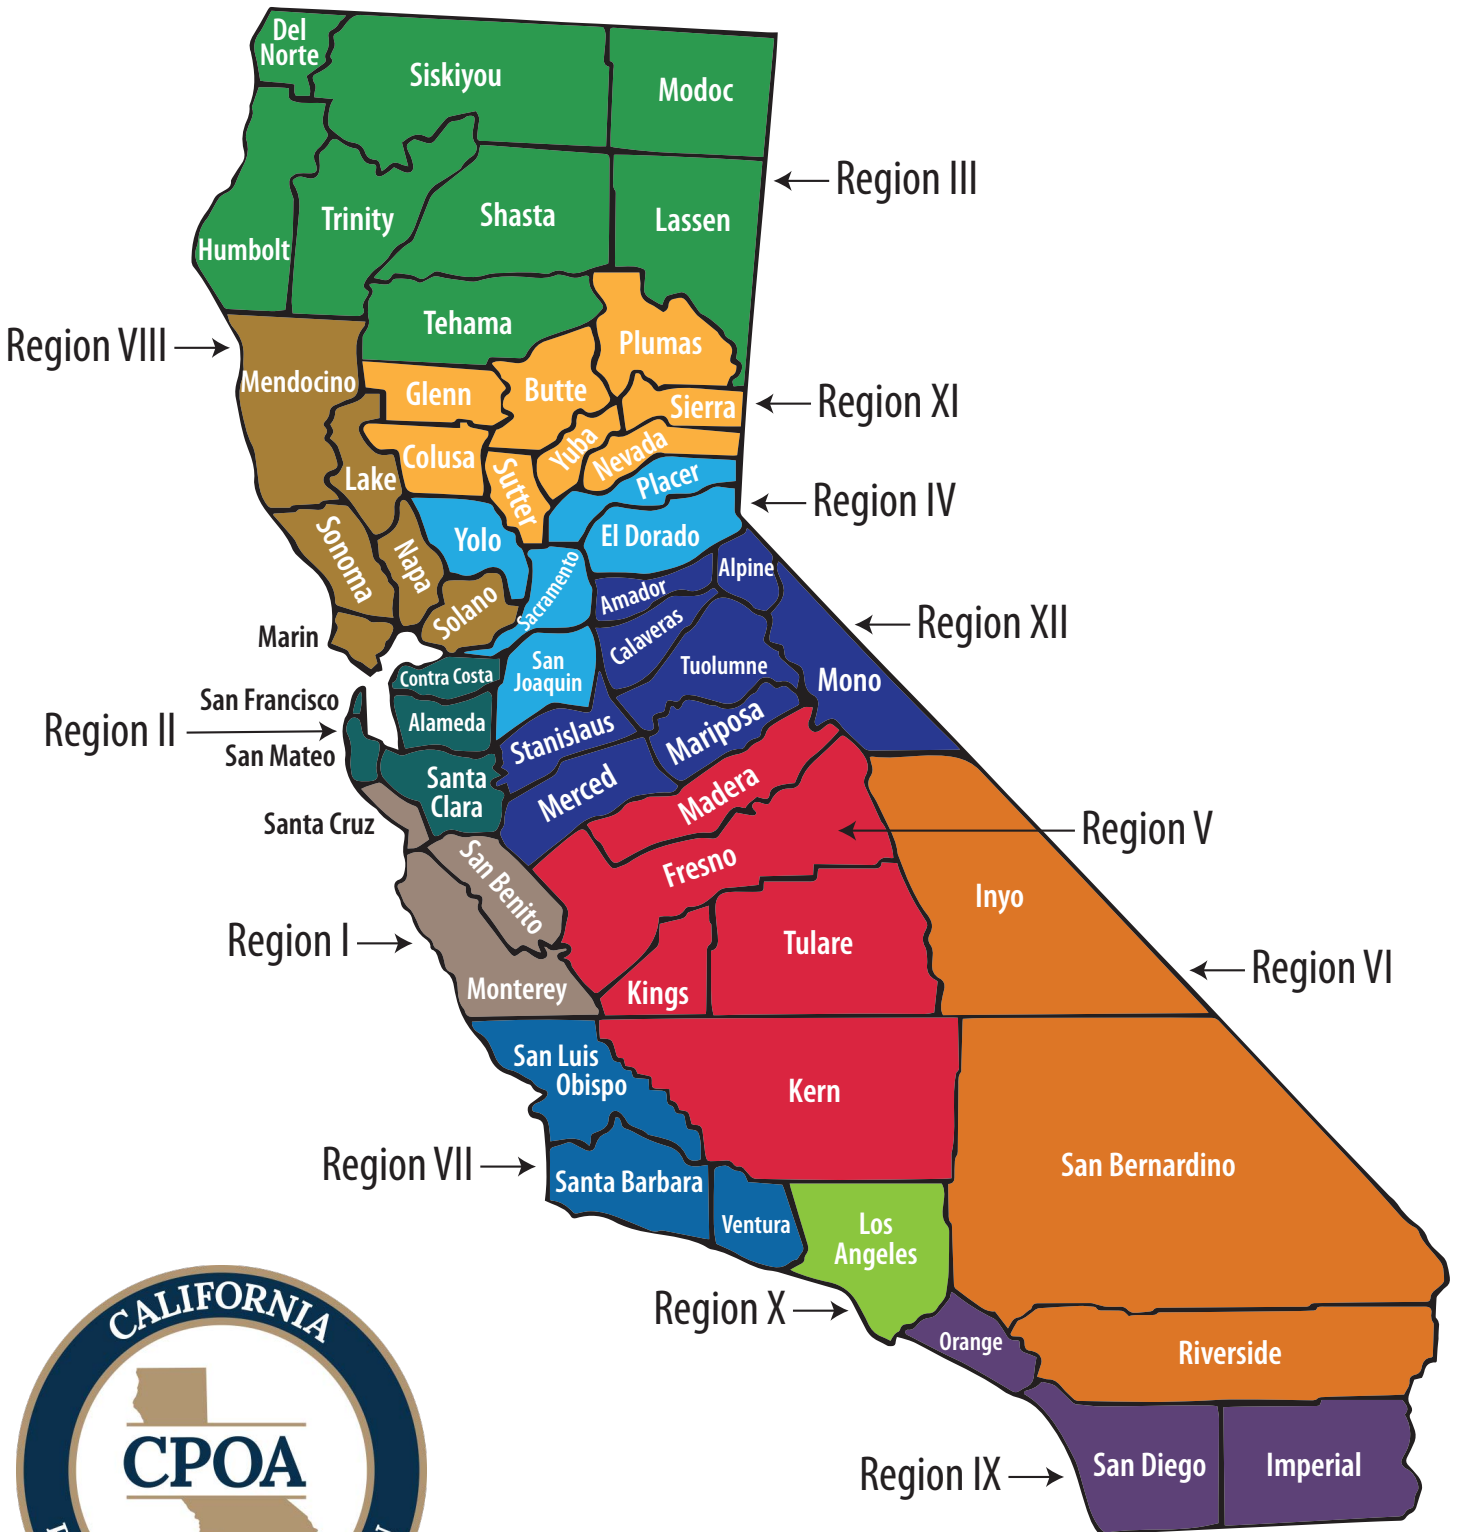 Del
Norte
Siskiyou
Modoc
Region III
Trinity
Shasta
Lassen
Humbolt
Tehama
Plumas
Region VIII
Mendocino
Glenn
Butte
Sierra
Region XI
Colusa
Yuba
Nevada
Lake
Sutter
Placer
Region IV
Sonoma
Napa
Yolo
El Dorado
Solano
Sacramento
Alpine
Amador
Marin
Calaveras
Region XII
San
Joaquin
Tuolumne
Mono
Contra Costa
San Francisco
Alameda
Region II
San Mateo
Stanislaus
Mariposa
Santa
Clara
Merced
Madera
Santa Cruz
Region V
San Benito
Fresno
Inyo
Region I
Tulare
Region VI
Monterey
Kings
San Luis
Obispo
Kern
San Bernardino
Region VII
Santa Barbara
Ventura
Los
Angeles
Region X
Orange
Riverside
Region IX
San Diego
Imperial
CALIFORNIA
CPOA